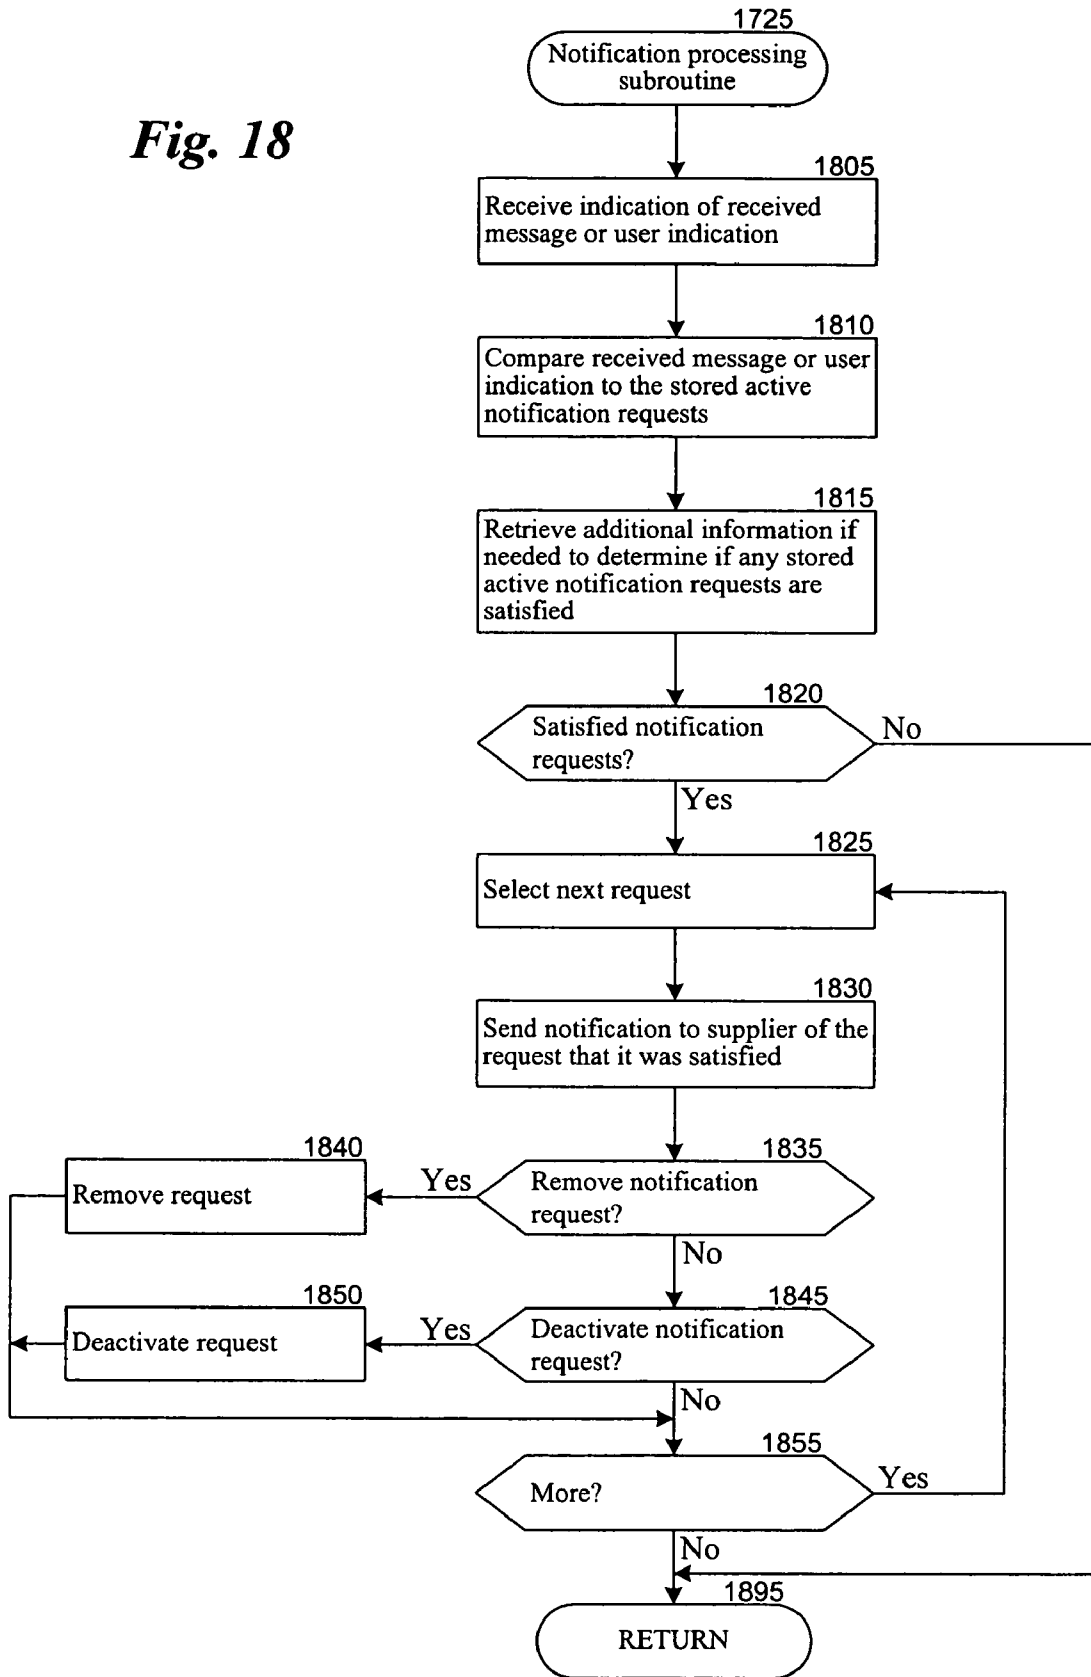 Fig. 18
1725
Notification processing
subroutine
1805
Receive indication of received
message or user indication
1810
Compare received message or user
indication to the stored active
notification requests
1815
Retrieve additional information if
needed to determine if any stored
active notification requests are
satisfied
1820
Satisfied notification
requests?
No
Yes
1825
Select next request
1830
Send notification to supplier of the
request that it was satisfied
1835
Remove notification
request?
Yes
1840
Remove request
No
1845
Deactivate notification
request?
Yes
1850
Deactivate request
No
1855
More?
Yes
No
1895
RETURN